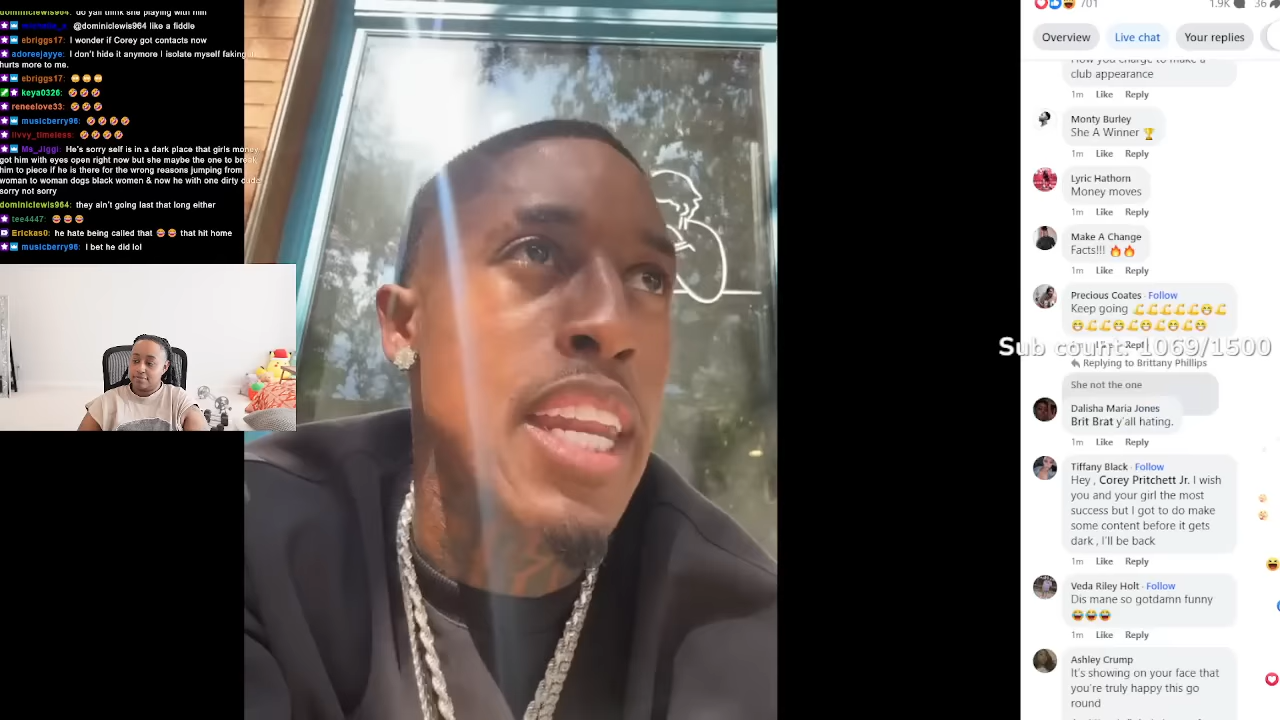 dominiclewis964: do yall think she playing with him
@dominiclewis964 like a fiddle
ebriggs17: I wonder if Corey got contacts now
adoreejayye: I don't hide it anymore I isolate myself faking it
hurts more to me.
ebriggs17:
keya0326:
reneelove33:
musicberry96:
livvy_timeless:
Ms_Jiggi: He's sorry self is in a dark place that girls money
got him with eyes open right now but she maybe the one to break
him to piece if he is there for the wrong reasons jumping from
woman to woman dogs black women & now he with one dirty dude
sorry not sorry
dominiclewis964: they ain't going last that long either
tee4447:
Erickas0: he hate being called that 😂😂 that hit home
musicberry96: I bet he did lol
701
1.9K
36
Overview
Live chat
Your replies
How you charge to make a
club appearance
1m Like Reply
Monty Burley
She A Winner 🏆
1m Like Reply
Lyric Hathorn
Money moves
1m Like Reply
Make A Change
Facts!!! 🔥🔥
1m Like Reply
Precious Coates · Follow
Keep going 💪💪💪💪💪😁💪
😁💪💪😁💪😁💪😁💪😁
Sub count: 1069/1500
Replying to Brittany Phillips
She not the one
Dalisha Maria Jones
Brit Brat y'all hating.
1m Like Reply
Tiffany Black · Follow
Hey , Corey Pritchett Jr. I wish
you and your girl the most
success but I got to do make
some content before it gets
dark , I'll be back
1m Like Reply
Veda Riley Holt · Follow
Dis mane so gotdamn funny
😂😂😂
1m Like Reply
Ashley Crump
It's showing on your face that
you're truly happy this go
round